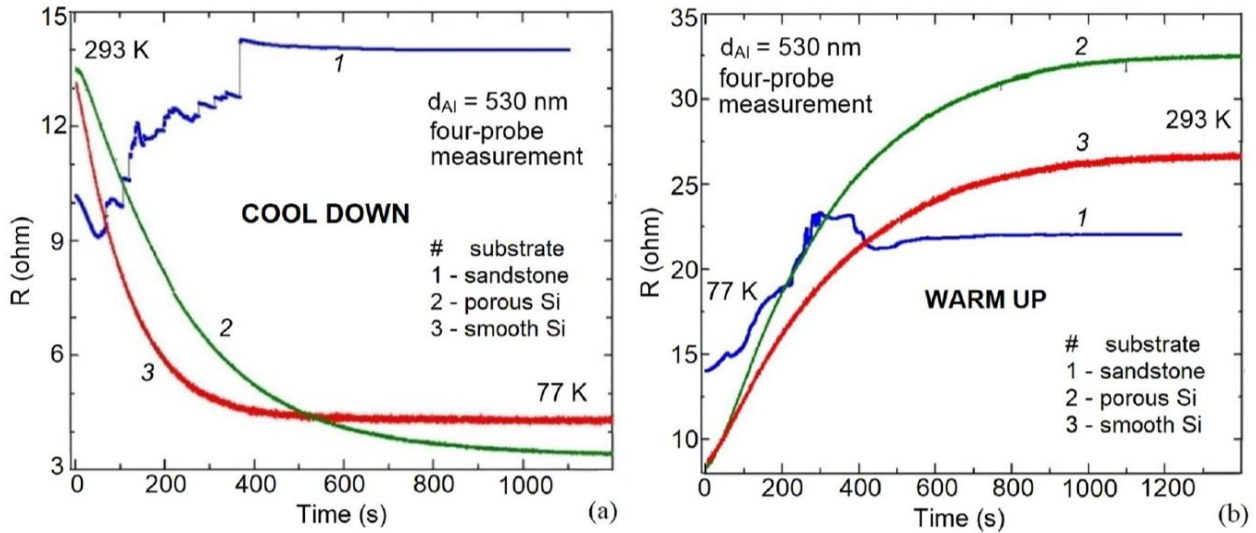 15
12
9
6
3
R (ohm)
293 K
1
d_Al = 530 nm
four-probe
measurement
COOL DOWN
# substrate
1 - sandstone
2 - porous Si
3 - smooth Si
2
3
77 K
0 200 400 600 800 1000
Time (s)
(a)
35
30
25
20
15
10
R (ohm)
d_Al = 530 nm
four-probe
measurement
2
293 K
3
1
77 K
WARM UP
# substrate
1 - sandstone
2 - porous Si
3 - smooth Si
0 200 400 600 800 1000 1200
Time (s)
(b)